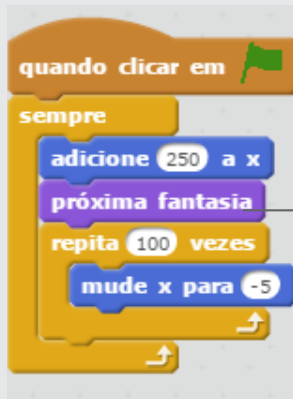 quando clicar em
sempre
adicione 250 a x
próxima fantasia
repita 100 vezes
mude x para -5